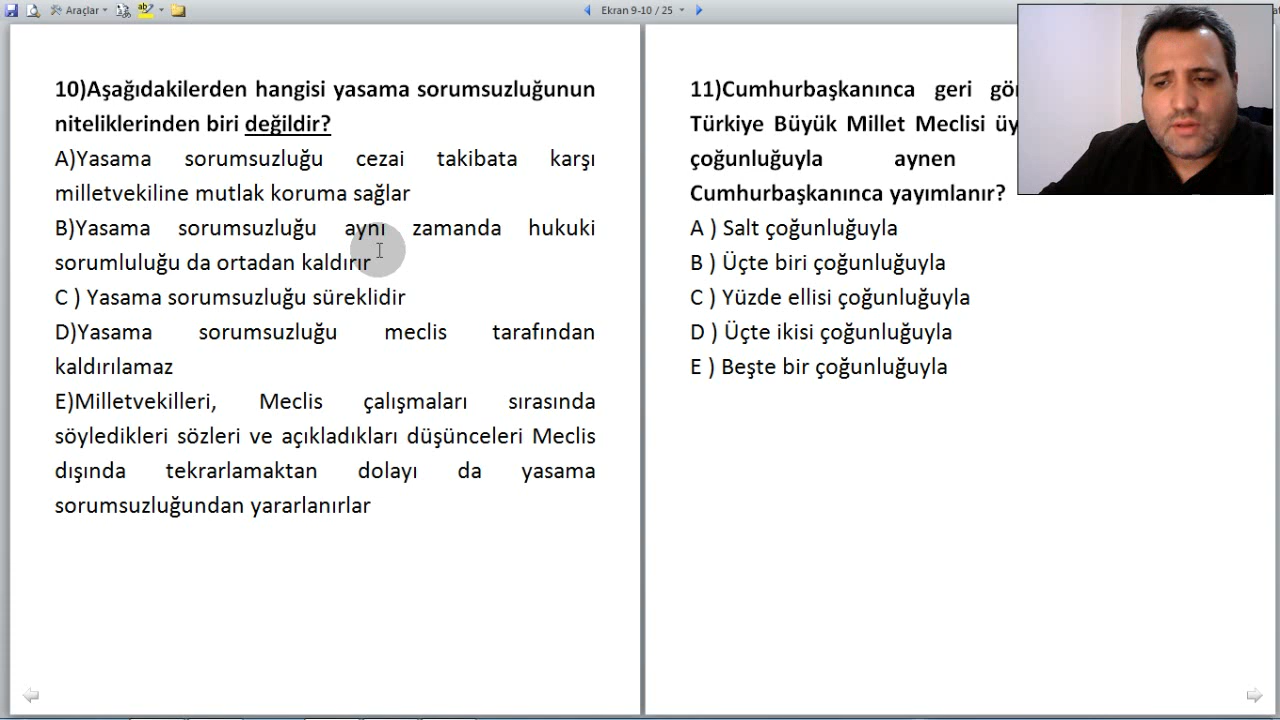 Araçlar
Ekran 9-10 / 25
10)Aşağıdakilerden hangisi yasama sorumsuzluğunun
niteliklerinden biri değildir?
A)Yasama sorumsuzluğu cezai takibata karşı
milletvekiline mutlak koruma sağlar
B)Yasama sorumsuzluğu aynı zamanda hukuki
sorumluluğu da ortadan kaldırır
C ) Yasama sorumsuzluğu süreklidir
D)Yasama sorumsuzluğu meclis tarafından
kaldırılamaz
E)Milletvekilleri, Meclis çalışmaları sırasında
söyledikleri sözleri ve açıkladıkları düşünceleri Meclis
dışında tekrarlamaktan dolayı da yasama
sorumsuzluğundan yararlanırlar
11)Cumhurbaşkanınca geri
Türkiye Büyük Millet Meclisi
çoğunluğuyla aynen
Cumhurbaşkanınca yayımlanır?
A ) Salt çoğunluğuyla
B ) Üçte biri çoğunluğuyla
C ) Yüzde ellisi çoğunluğuyla
D ) Üçte ikisi çoğunluğuyla
E ) Beşte bir çoğunluğuyla